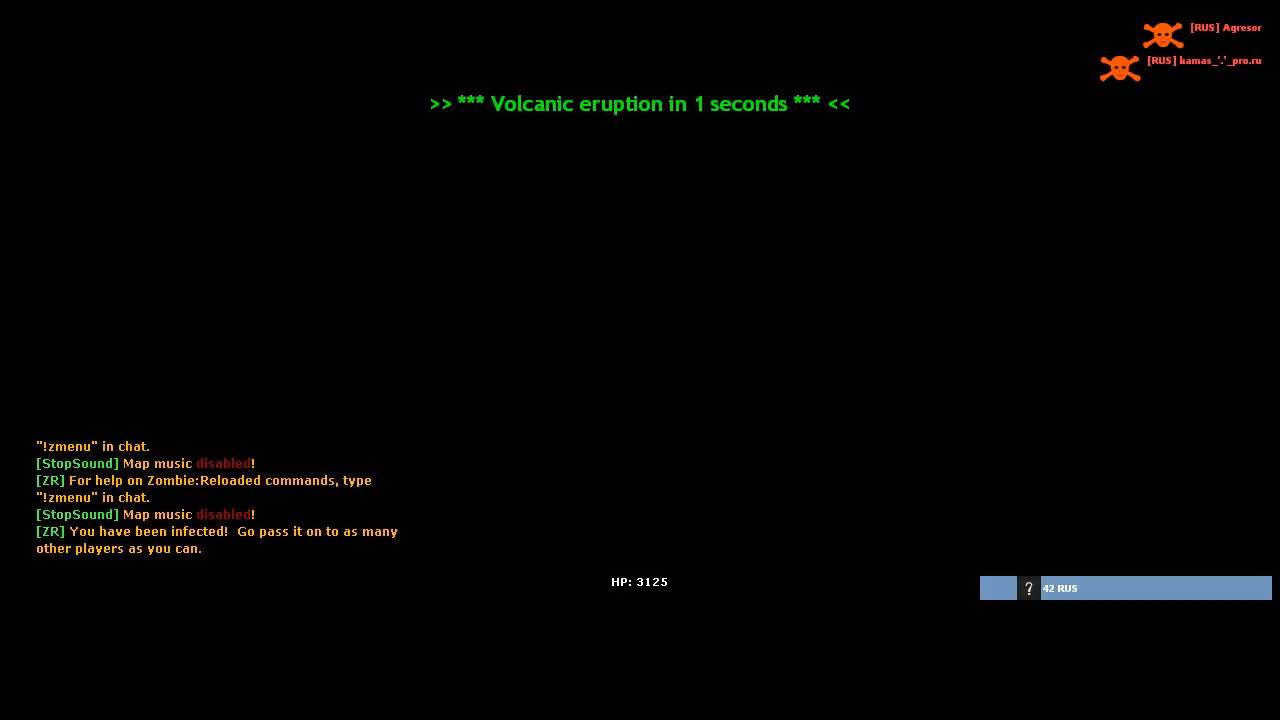 [RUS] Agresor
[RUS] kamas_'.'_pro.ru
>> *** Volcanic eruption in 1 seconds *** <<
"!zmenu" in chat.
[StopSound] Map music disabled!
[ZR] For help on Zombie:Reloaded commands, type
"!zmenu" in chat.
[StopSound] Map music disabled!
[ZR] You have been infected!  Go pass it on to as many
other players as you can.
HP: 3125
? 42 RUS